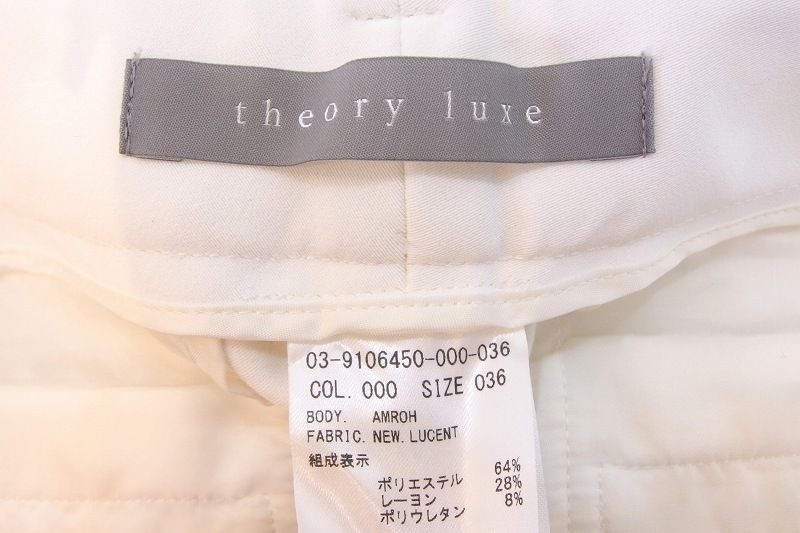 theory luxe
03-9106450-000-036
COL. 000 SIZE 036
BODY. AMROH
FABRIC. NEW. LUCENT
組成表示
ポリエステル 64%
レーヨン 28%
ポリウレタン 8%